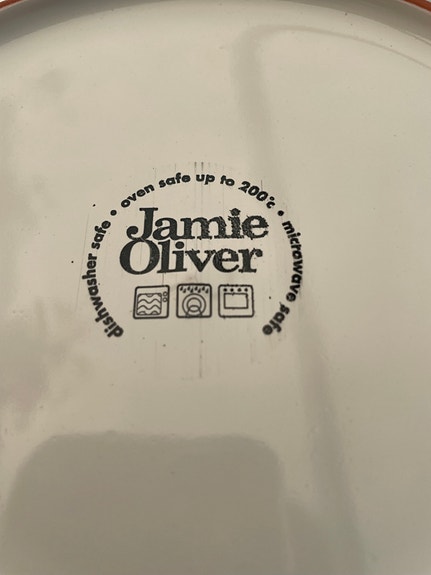 dishwasher safe • oven safe up to 200°c • microwave safe
Jamie
Oliver